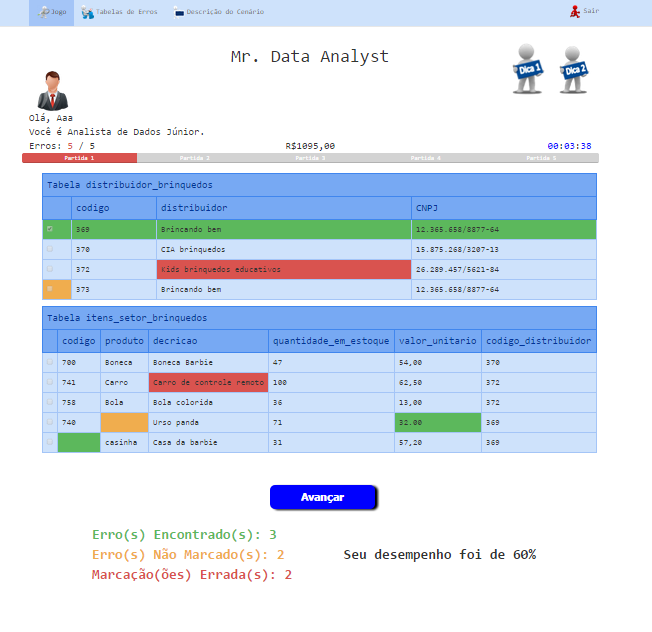 Jogo Tabelas de Erros Descrição do Cenário Sair
Mr. Data Analyst
Dica 1 Dica 2
Olá, Aaa
Você é Analista de Dados Júnior.
Erros: 5 / 5 R$1095,00 00:03:38
Partida 1 Partida 2 Partida 3 Partida 4 Partida 5
Tabela distribuidor_brinquedos
codigo distribuidor CNPJ
369 Brincando bem 12.365.658/8877-64
370 CIA brinquedos 15.875.268/3207-13
372 Kids brinquedos educativos 26.289.457/5621-84
373 Brincando bem 12.365.658/8877-64
Tabela itens_setor_brinquedos
codigo produto decricao quantidade_em_estoque valor_unitario codigo_distribuidor
700 Boneca Boneca Barbie 47 54,00 370
741 Carro Carro de controle remoto 100 62,50 372
758 Bola Bola colorida 36 13,00 372
740 Urso panda 71 32.00 369
casinha Casa da barbie 31 57,20 369
Avançar
Erro(s) Encontrado(s): 3
Erro(s) Não Marcado(s): 2 Seu desempenho foi de 60%
Marcação(ões) Errada(s): 2